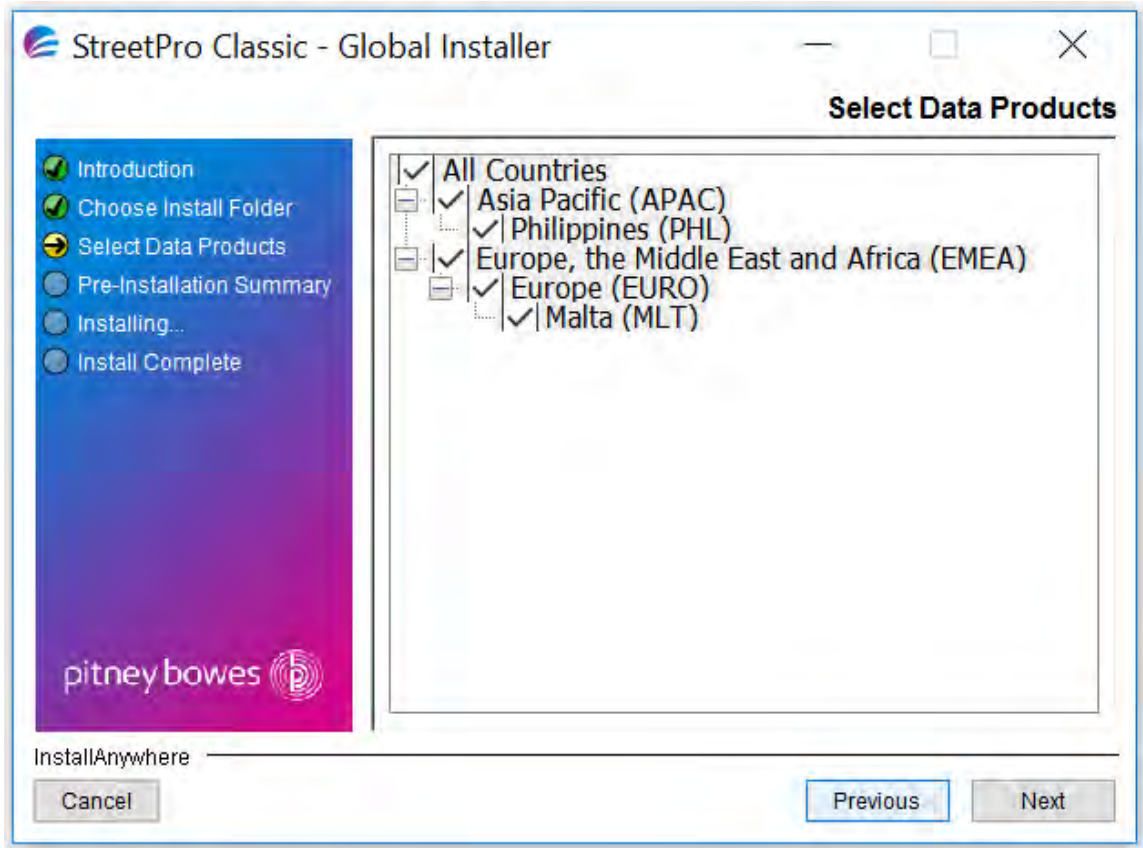 StreetPro Classic - Global Installer
Select Data Products
Introduction
Choose Install Folder
Select Data Products
Pre-Installation Summary
Installing...
Install Complete
All Countries
Asia Pacific (APAC)
Philippines (PHL)
Europe, the Middle East and Africa (EMEA)
Europe (EURO)
Malta (MLT)
pitney bowes
InstallAnywhere
Cancel
Previous
Next